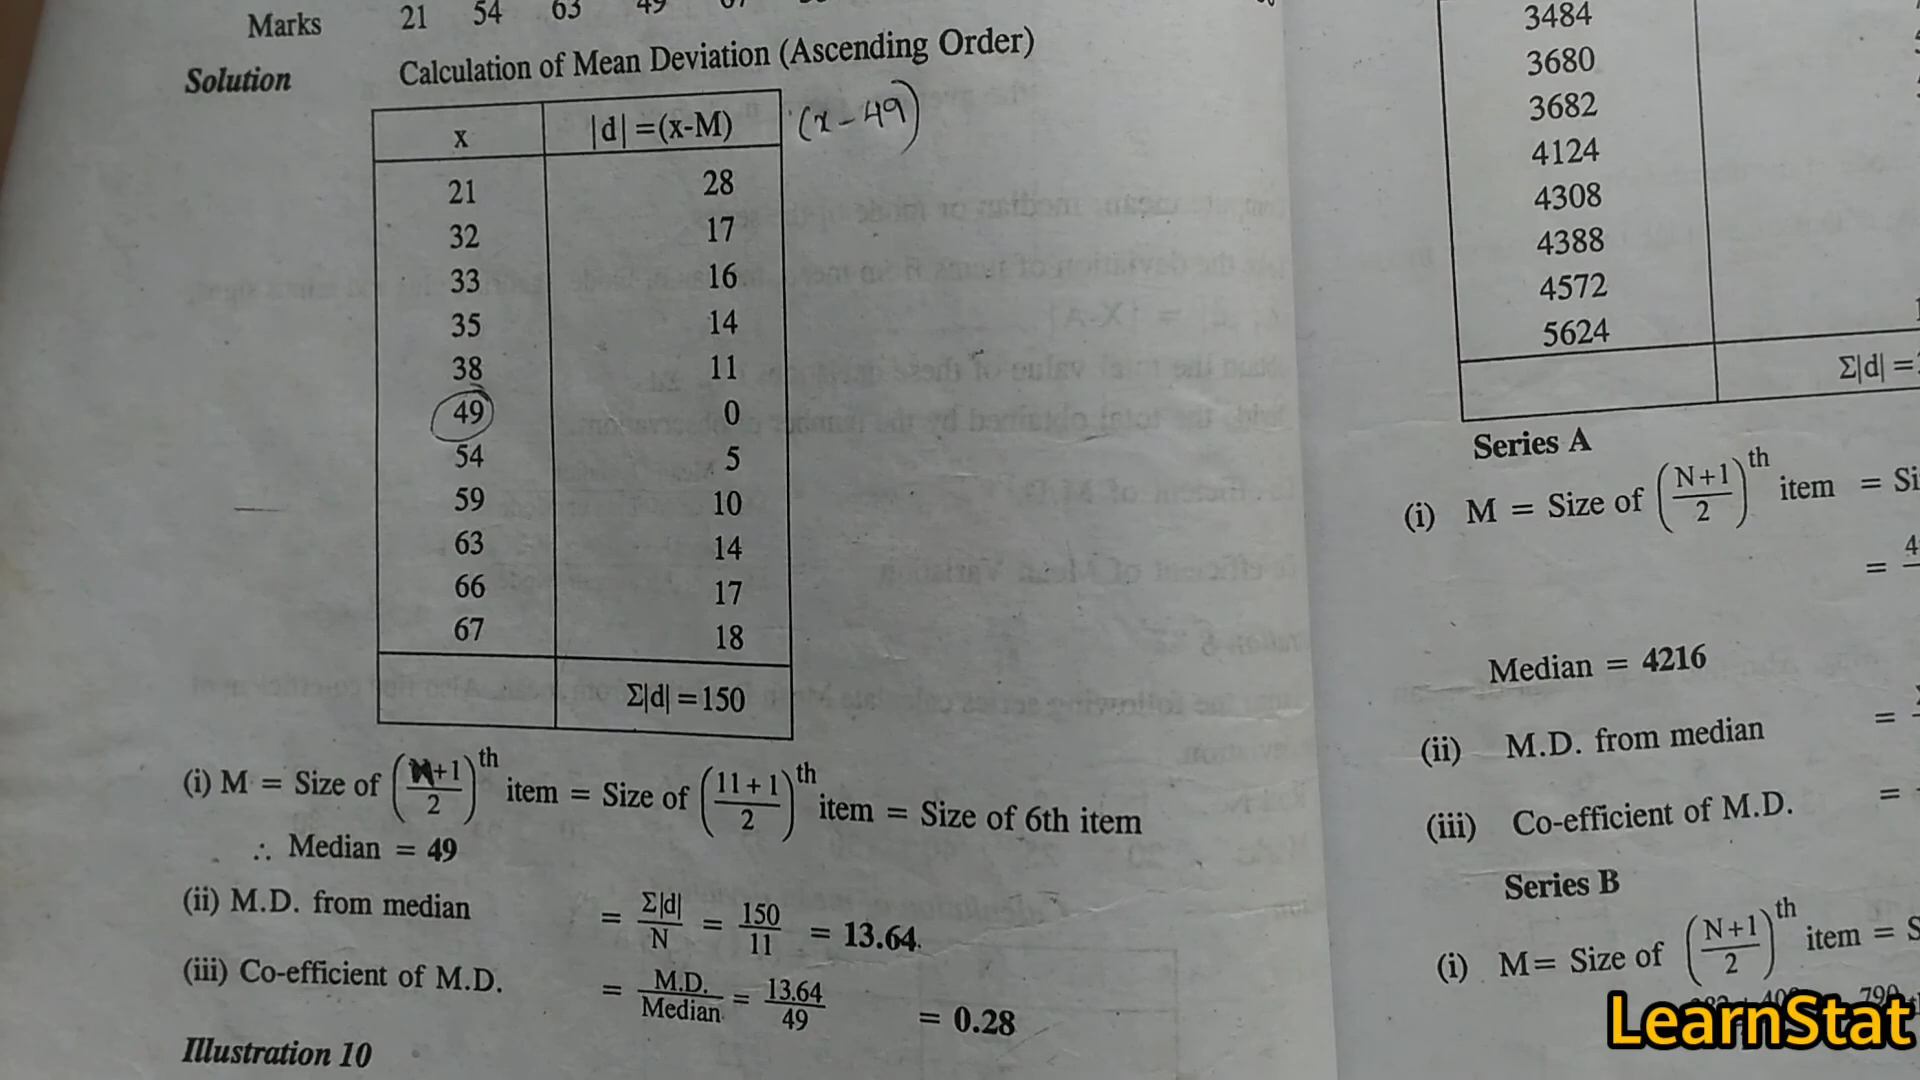 Marks 21 54 63 49
Solution Calculation of Mean Deviation (Ascending Order)
x |d| =(x-M) (x-49)
21 28
32 17
33 16
35 14
38 11
49 0
54 5
59 10
63 14
66 17
67 18
Σ|d| =150
(i) M = Size of ((N+1)/2)th item = Size of ((11+1)/2)th item = Size of 6th item
∴ Median = 49
(ii) M.D. from median = Σ|d|/N = 150/11 = 13.64.
(iii) Co-efficient of M.D. = M.D./Median = 13.64/49 = 0.28
Illustration 10
3484
3680
3682
4124
4308
4388
4572
5624
Σ|d| =
Series A
(i) M = Size of ((N+1)/2)th item =
=
Median = 4216
(ii) M.D. from median =
(iii) Co-efficient of M.D. =
Series B
(i) M= Size of ((N+1)/2)th item =
LearnStat